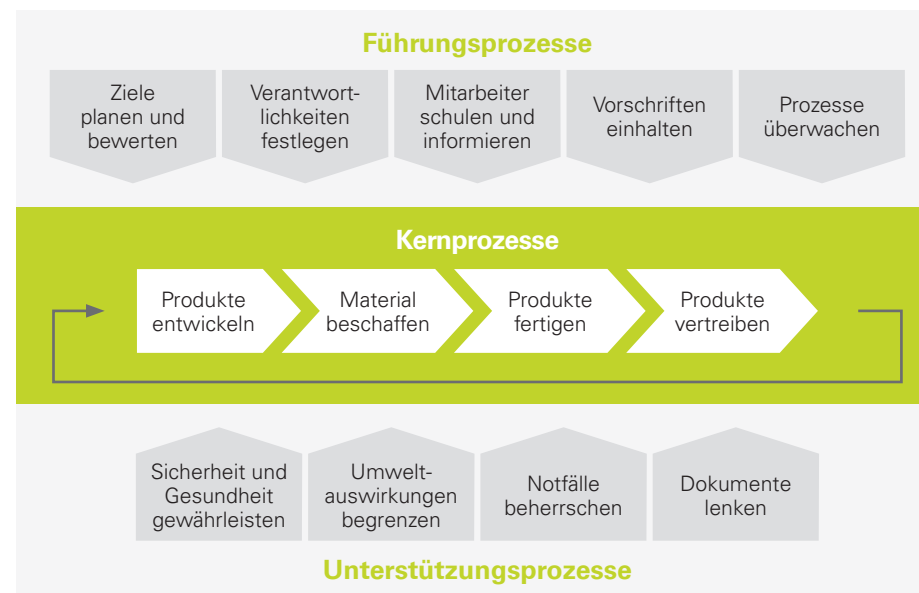 Führungsprozesse
Ziele
planen und
bewerten
Verantwort-
lichkeiten
festlegen
Mitarbeiter
schulen und
informieren
Vorschriften
einhalten
Prozesse
überwachen
Kernprozesse
Produkte
entwickeln
Material
beschaffen
Produkte
fertigen
Produkte
vertreiben
Sicherheit und
Gesundheit
gewährleisten
Umwelt-
auswirkungen
begrenzen
Notfälle
beherrschen
Dokumente
lenken
Unterstützungsprozesse